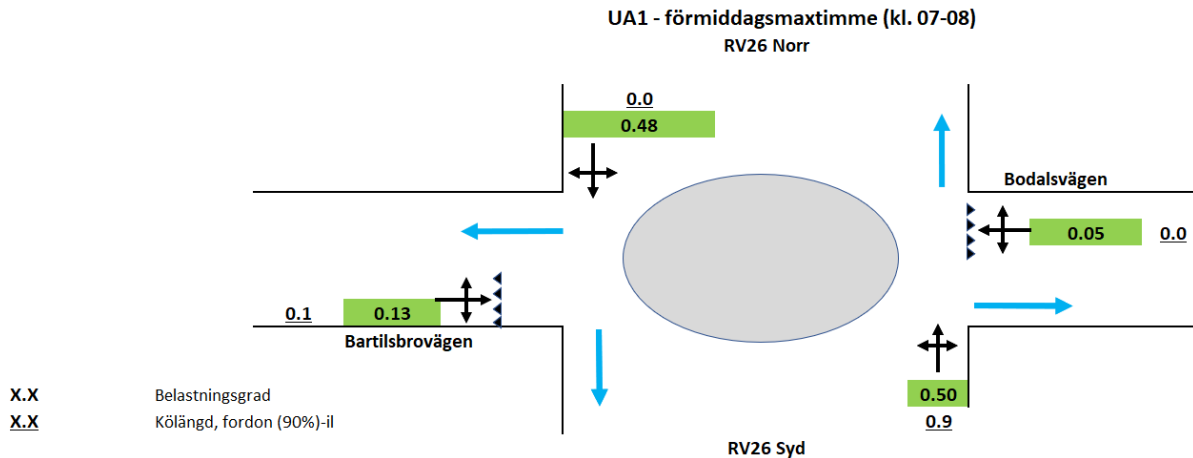 UA1 - förmiddagsmaxtimme (kl. 07-08)
RV26 Norr
0.0
0.48
Bodalsvägen
0.05 0.0
0.1 0.13
Bartilsbrovägen
0.50
0.9
X.X Belastningsgrad
X.X Kölängd, fordon (90%)-il
RV26 Syd